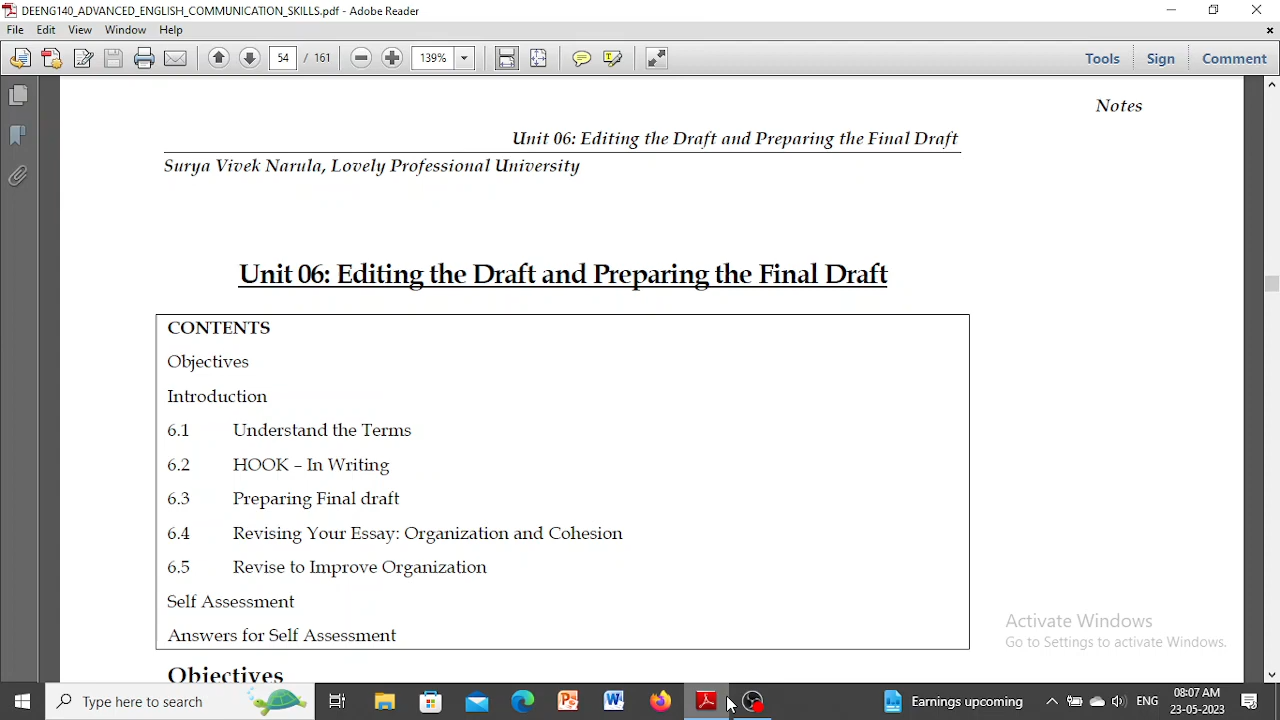 DEENG140_ADVANCED_ENGLISH_COMMUNICATION_SKILLS.pdf - Adobe Reader
File Edit View Window Help
54 / 161 139% Tools Sign Comment
Notes
Unit 06: Editing the Draft and Preparing the Final Draft
Surya Vivek Narula, Lovely Professional University
Unit 06: Editing the Draft and Preparing the Final Draft
CONTENTS
Objectives
Introduction
6.1 Understand the Terms
6.2 HOOK – In Writing
6.3 Preparing Final draft
6.4 Revising Your Essay: Organization and Cohesion
6.5 Revise to Improve Organization
Self Assessment
Answers for Self Assessment
Objectives
Activate Windows
Go to Settings to activate Windows.
Type here to search
Earnings upcoming
ENG
08:07 AM
23-05-2023